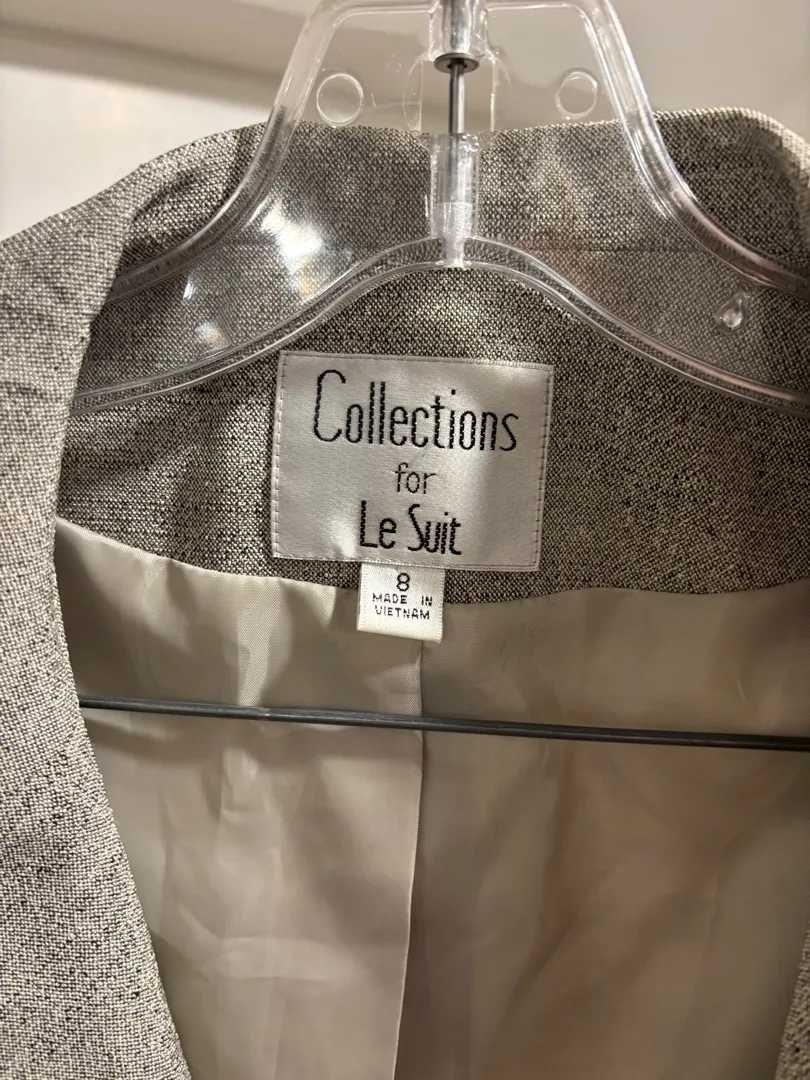 Collections
for
Le Suit
8
MADE IN
VIETNAM